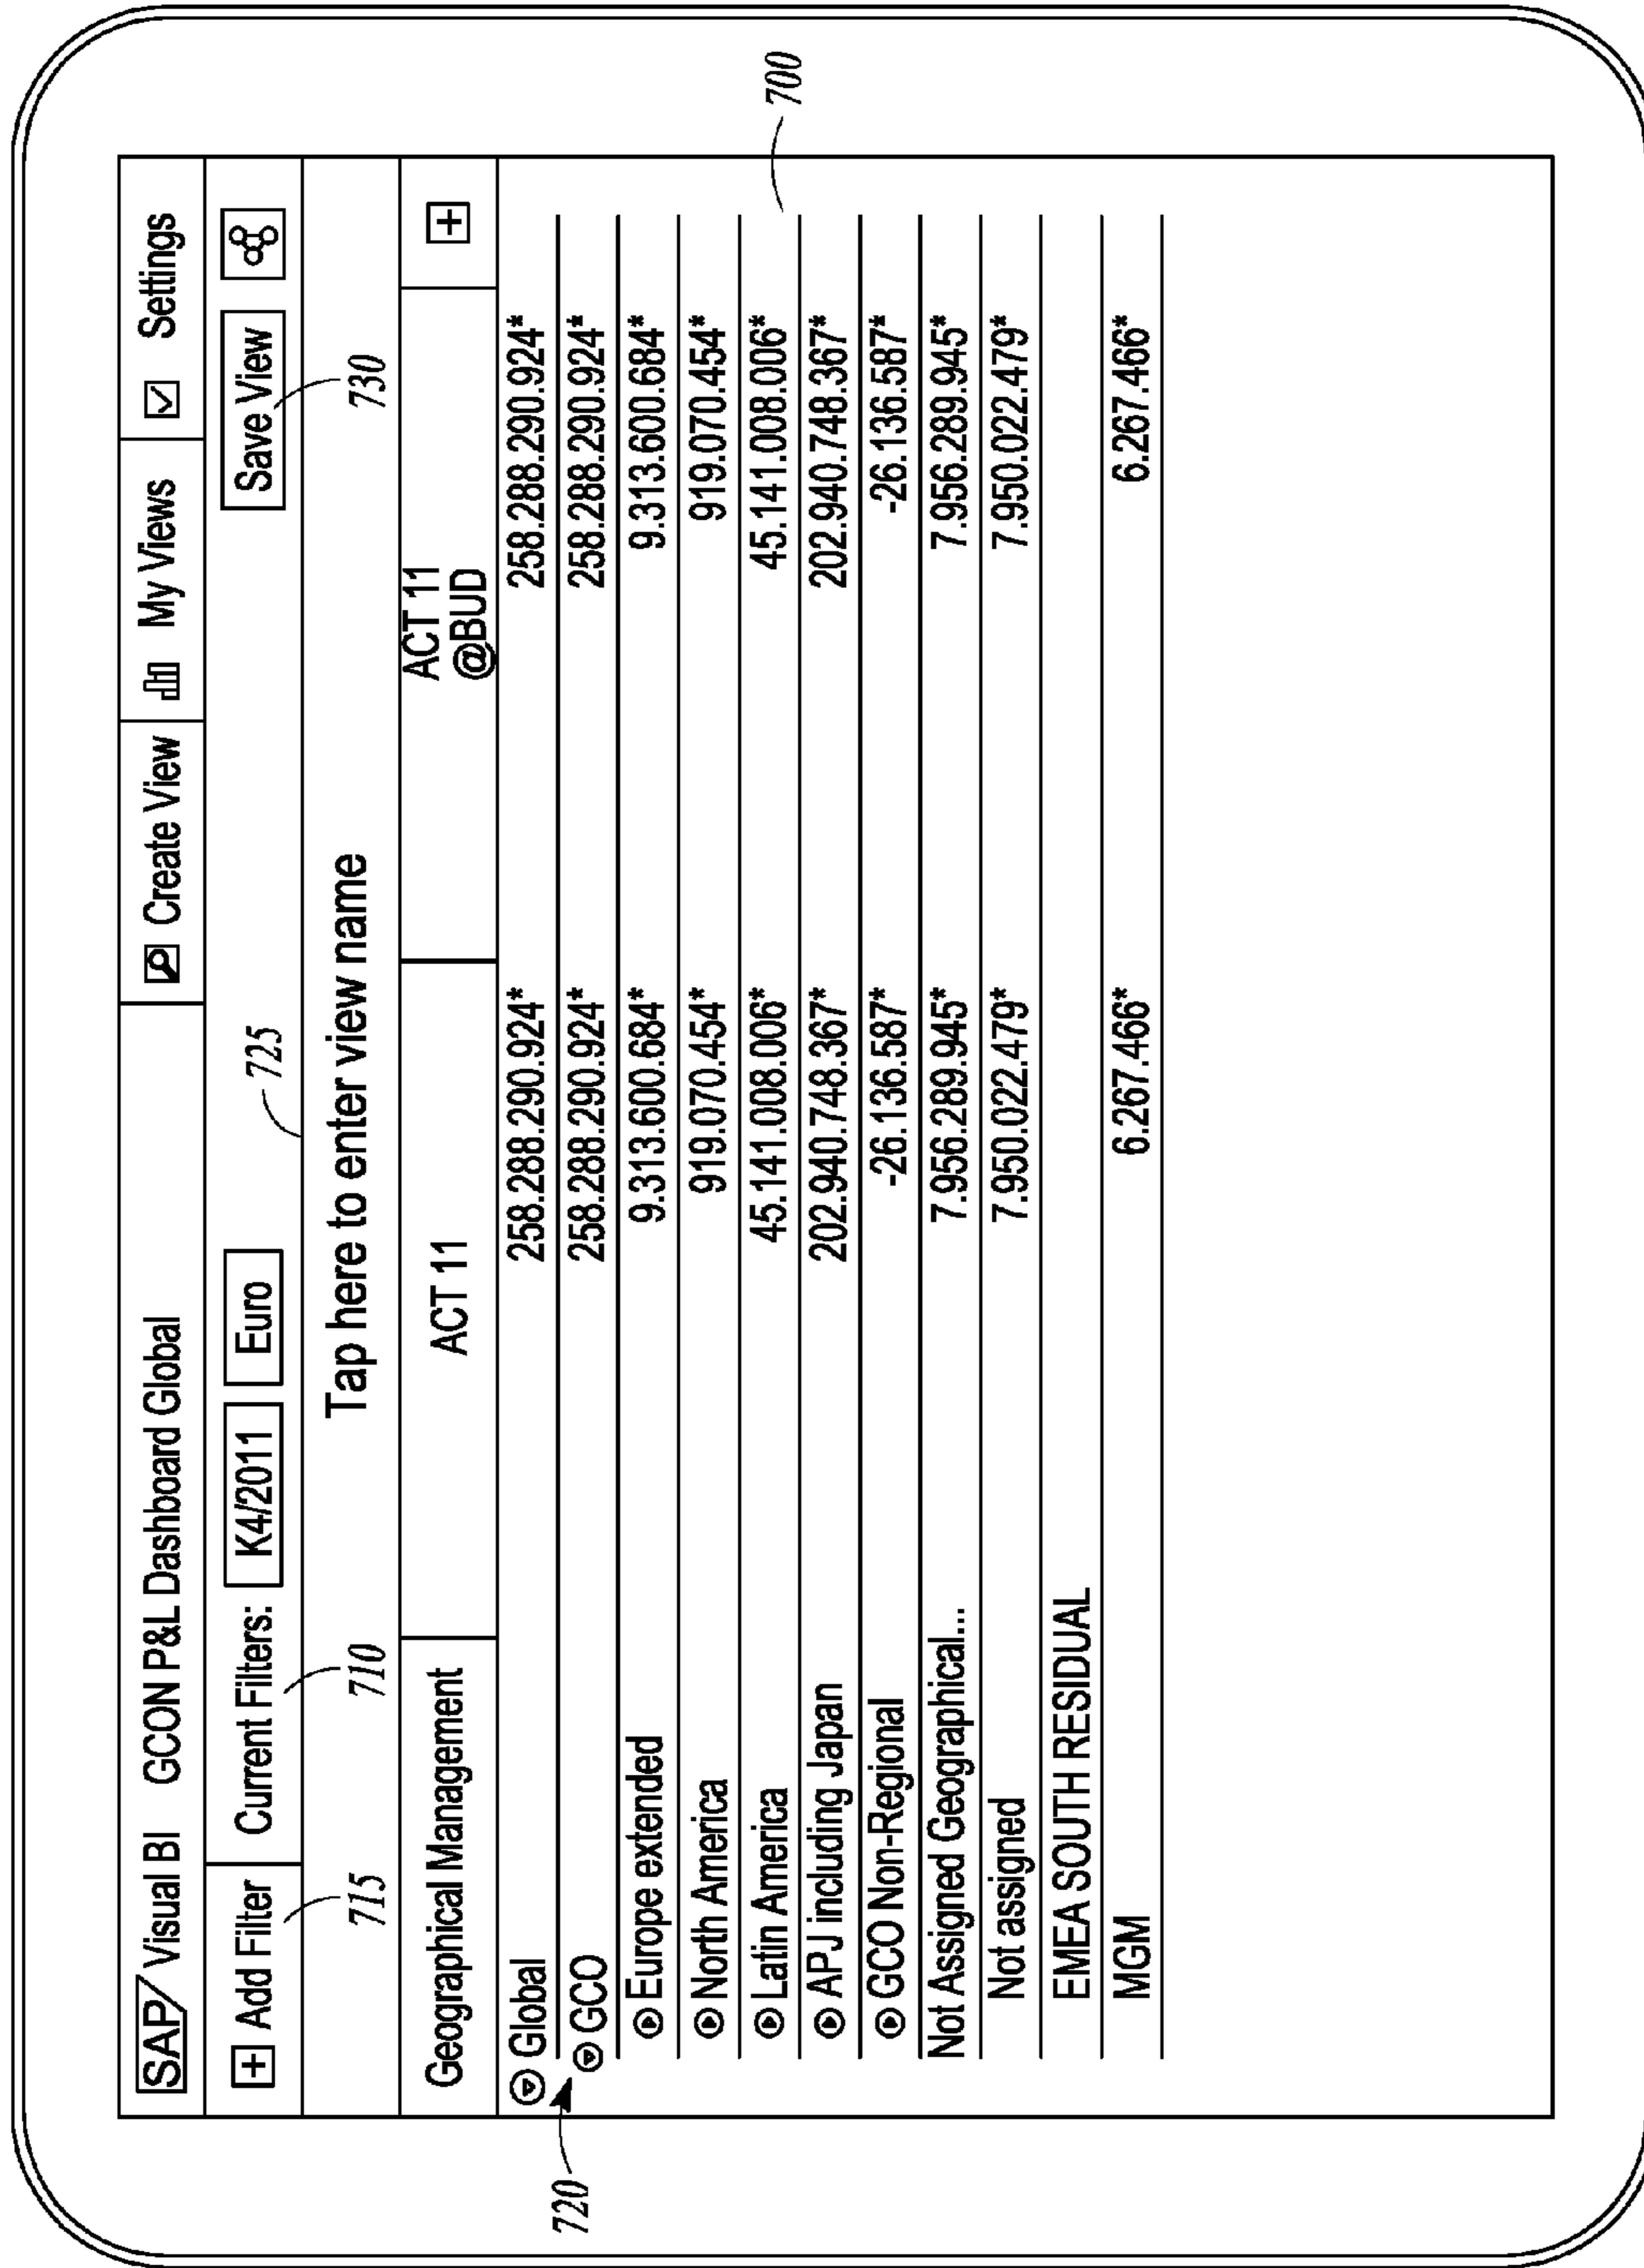 SAP Visual BI GCON P&L Dashboard Global Create View My Views Settings
Add Filter Current Filters: K4/2011 Euro Save View
715 710 725 730
Tap here to enter view name
Geographical Management ACT 11 ACT 11
@BUD
Global 258.288.290.924* 258.288.290.924*
GCO 258.288.290.924* 258.288.290.924*
720
Europe extended 9.313.600.684* 9.313.600.684*
North America 919.070.454* 919.070.454*
Latin America 45.141.008.006* 45.141.008.006*
700
APJ including Japan 202.940.748.367* 202.940.748.367*
GCO Non-Regional -26.136.587* -26.136.587*
Not Assigned Geographical... 7.956.289.945* 7.956.289.945*
Not assigned 7.950.022.479* 7.950.022.479*
EMEA SOUTH RESIDUAL
MGM 6.267.466* 6.267.466*